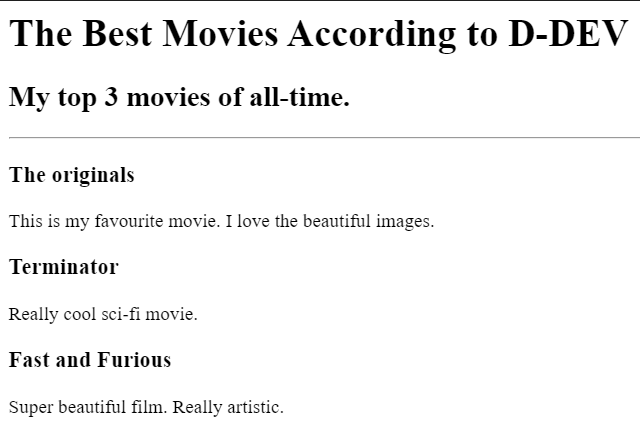 The Best Movies According to D-DEV
My top 3 movies of all-time.
The originals
This is my favourite movie. I love the beautiful images.
Terminator
Really cool sci-fi movie.
Fast and Furious
Super beautiful film. Really artistic.